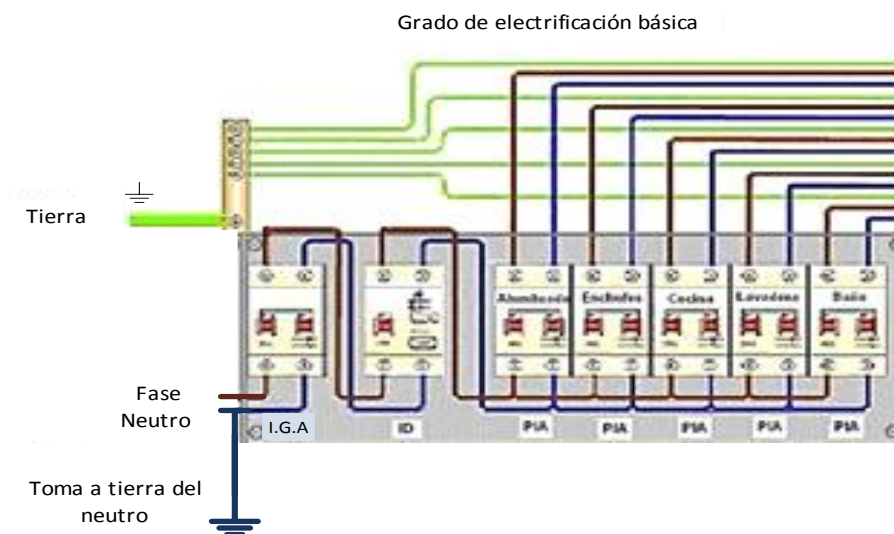 Grado de electrificación básica
Tierra
Alumbrado
Enchufes
Cocina
Lavadora
Baño
Fase
Neutro
I.G.A
ID
PIA
PIA
PIA
PIA
PIA
Toma a tierra del
neutro